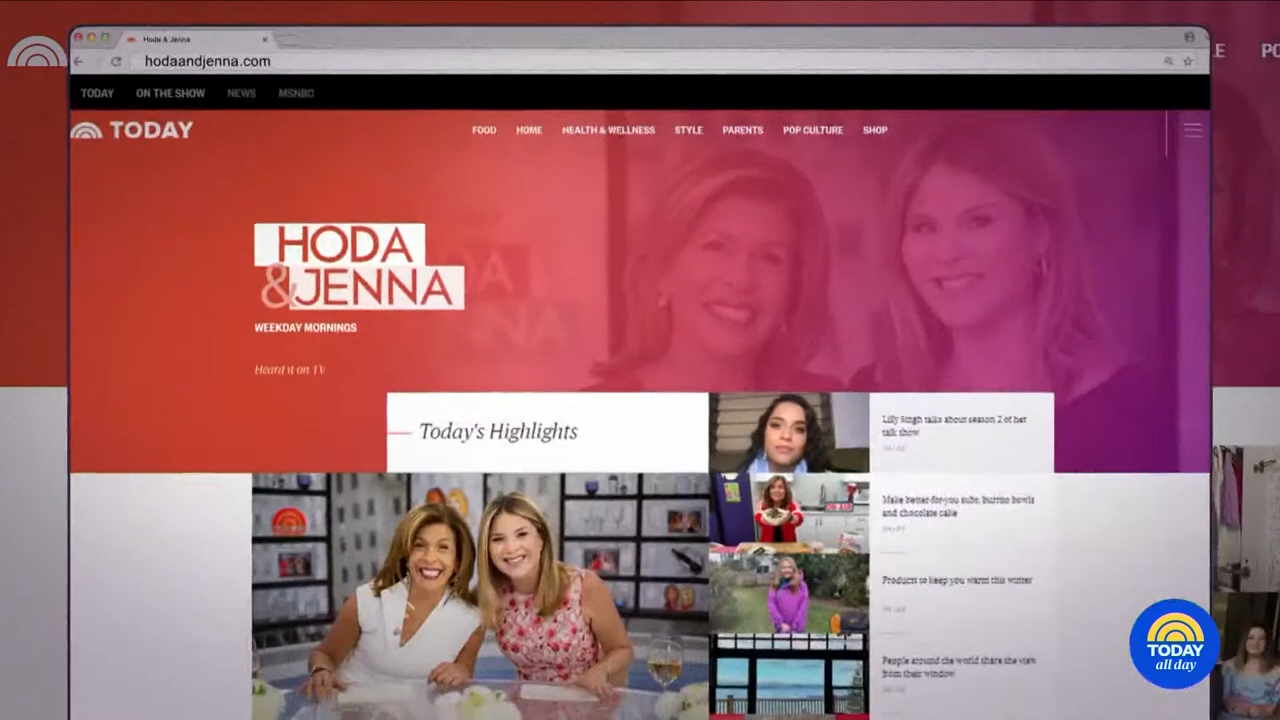 Hoda & Jenna
hodaandjenna.com
TODAY ON THE SHOW NEWS MSNBC
TODAY
FOOD HOME HEALTH & WELLNESS STYLE PARENTS POP CULTURE SHOP
HODA
&JENNA
WEEKDAY MORNINGS
Heard it on TV
Today's Highlights
Lilly Singh talks about season 2 of her
talk show
Make better-for-you subs, burrito bowls
and chocolate cake
ON AIR
Products to keep you warm this winter
People around the world share the view
from their window
TODAY
all day